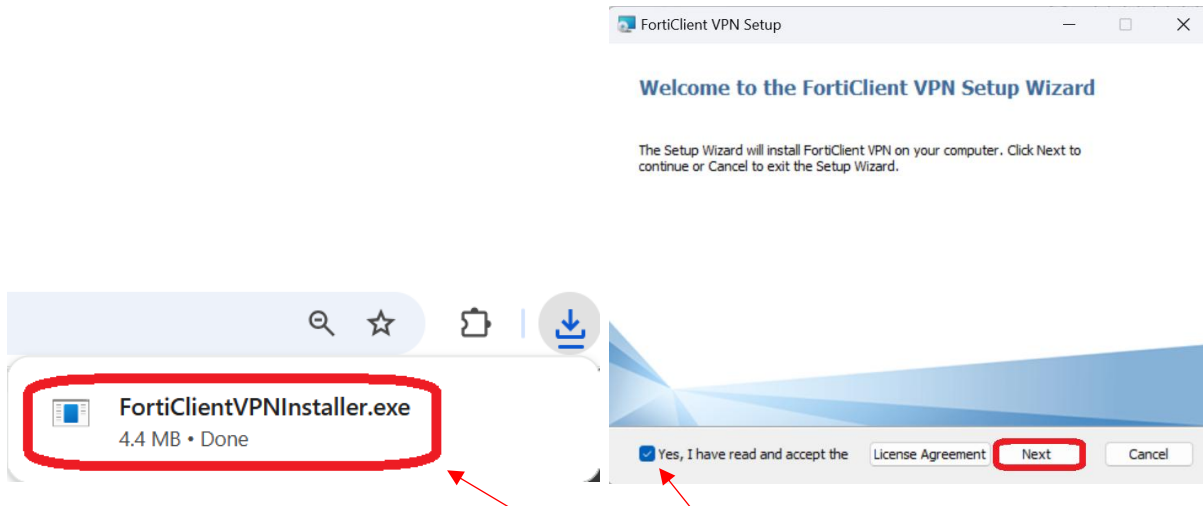 FortiClientVPNInstaller.exe
4.4 MB • Done
FortiClient VPN Setup
Welcome to the FortiClient VPN Setup Wizard
The Setup Wizard will install FortiClient VPN on your computer. Click Next to
continue or Cancel to exit the Setup Wizard.
Yes, I have read and accept the License Agreement Next Cancel